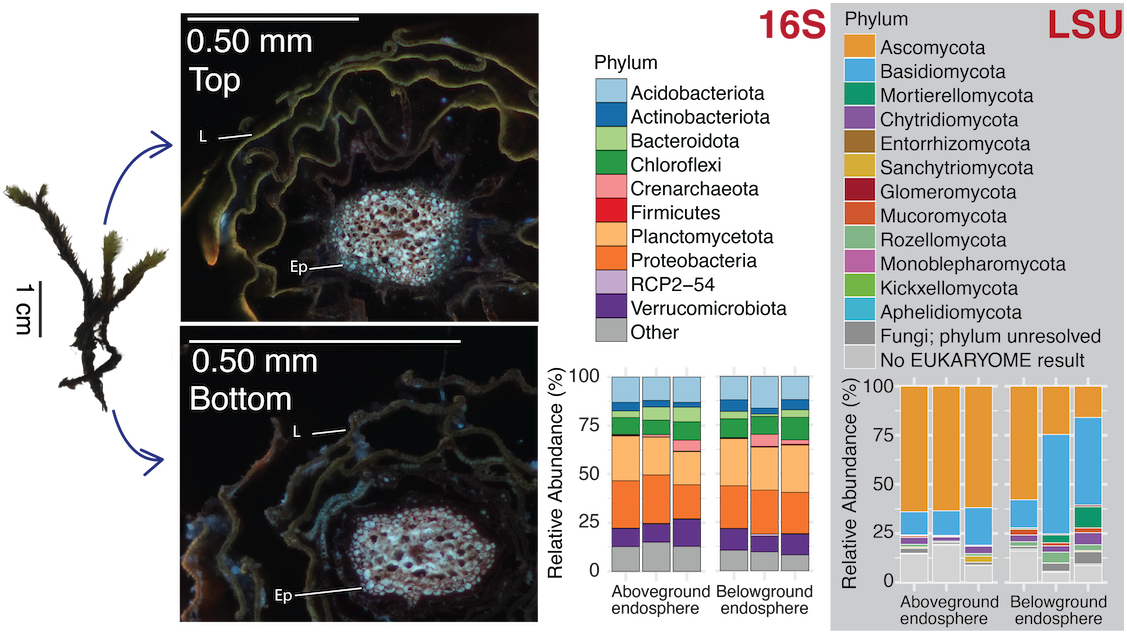 1 cm
0.50 mm
Top
L
Ep
0.50 mm
Bottom
L
Ep
16S
Phylum
Acidobacteriota
Actinobacteriota
Bacteroidota
Chloroflexi
Crenarchaeota
Firmicutes
Planctomycetota
Proteobacteria
RCP2−54
Verrucomicrobiota
Other
Relative Abundance (%)
100
75
50
25
0
Aboveground
endosphere
Belowground
endosphere
LSU
Phylum
Ascomycota
Basidiomycota
Mortierellomycota
Chytridiomycota
Entorrhizomycota
Sanchytriomycota
Glomeromycota
Mucoromycota
Rozellomycota
Monoblepharomycota
Kickxellomycota
Aphelidiomycota
Fungi; phylum unresolved
No EUKARYOME result
Relative Abundance (%)
100
75
50
25
0
Aboveground
endosphere
Belowground
endosphere